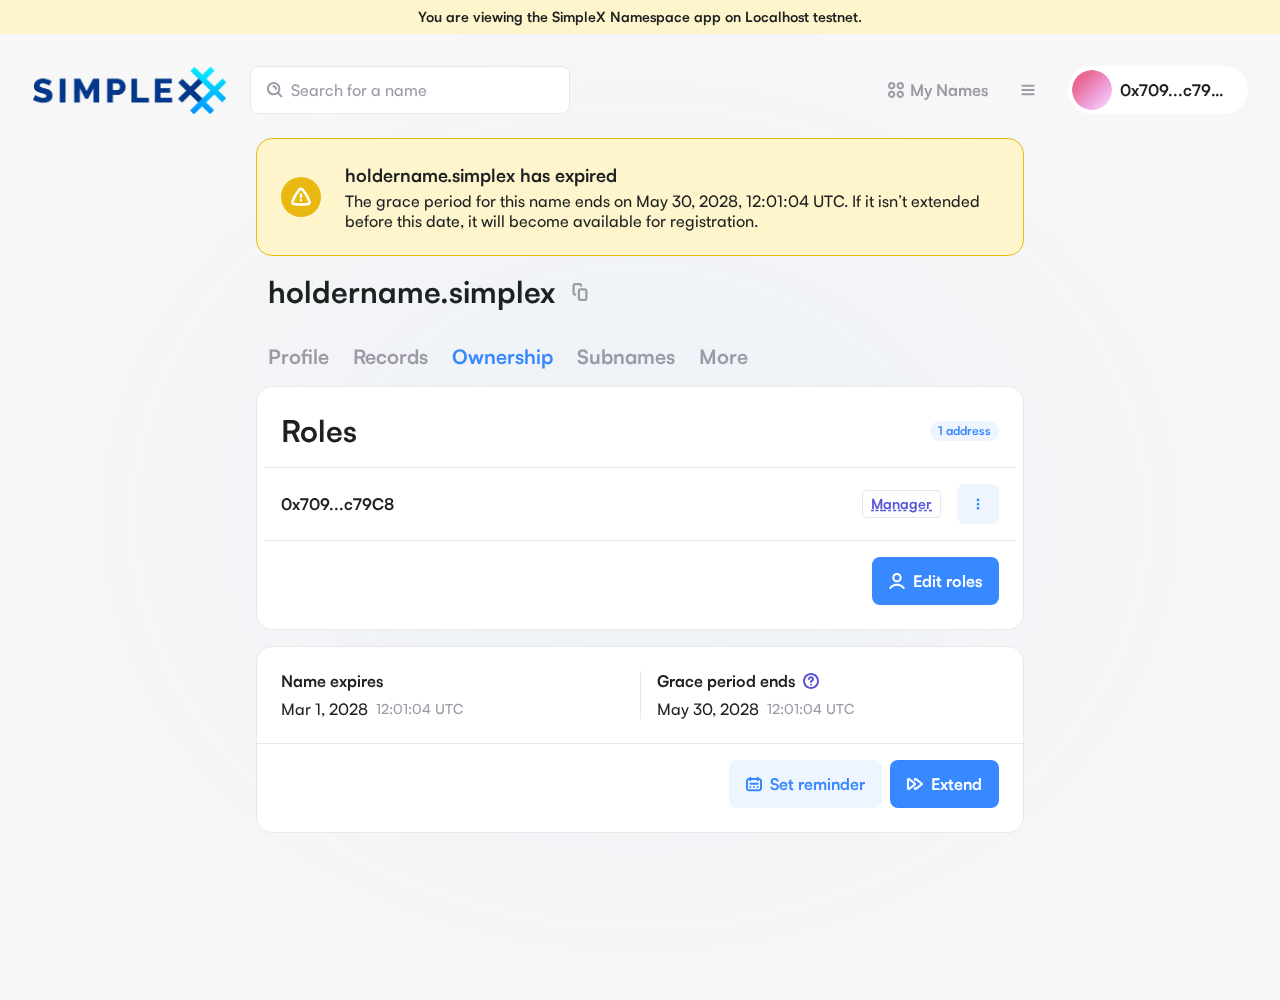 You are viewing the SimpleX Namespace app on Localhost testnet.
SIMPLEX
Search for a name
My Names
0x709...c79...
holdername.simplex has expired
The grace period for this name ends on May 30, 2028, 12:01:04 UTC. If it isn't extended
before this date, it will become available for registration.
holdername.simplex
Profile Records Ownership Subnames More
Roles
1 address
0x709...c79C8
Manager
Edit roles
Name expires
Mar 1, 2028 12:01:04 UTC
Grace period ends
May 30, 2028 12:01:04 UTC
Set reminder
Extend